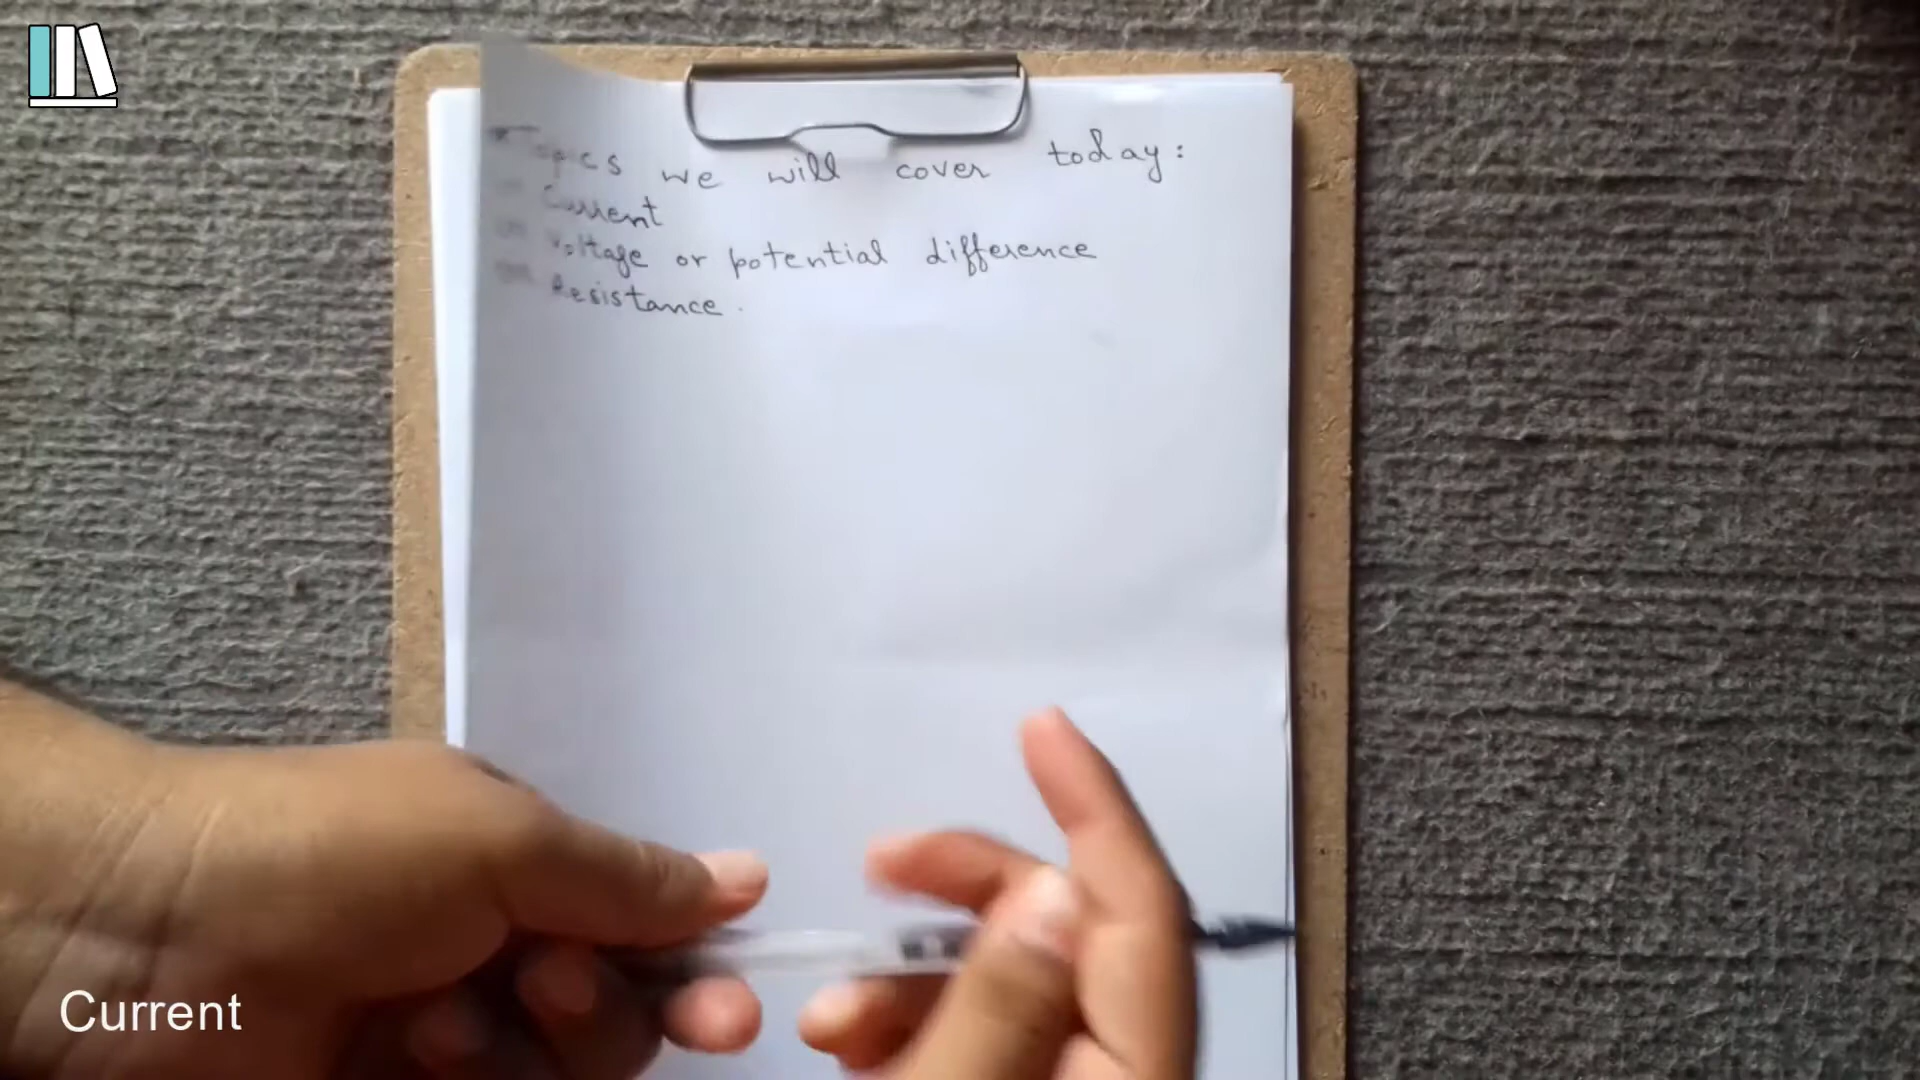 Topics we will cover today:
Current
Voltage or potential difference
Resistance.
Current